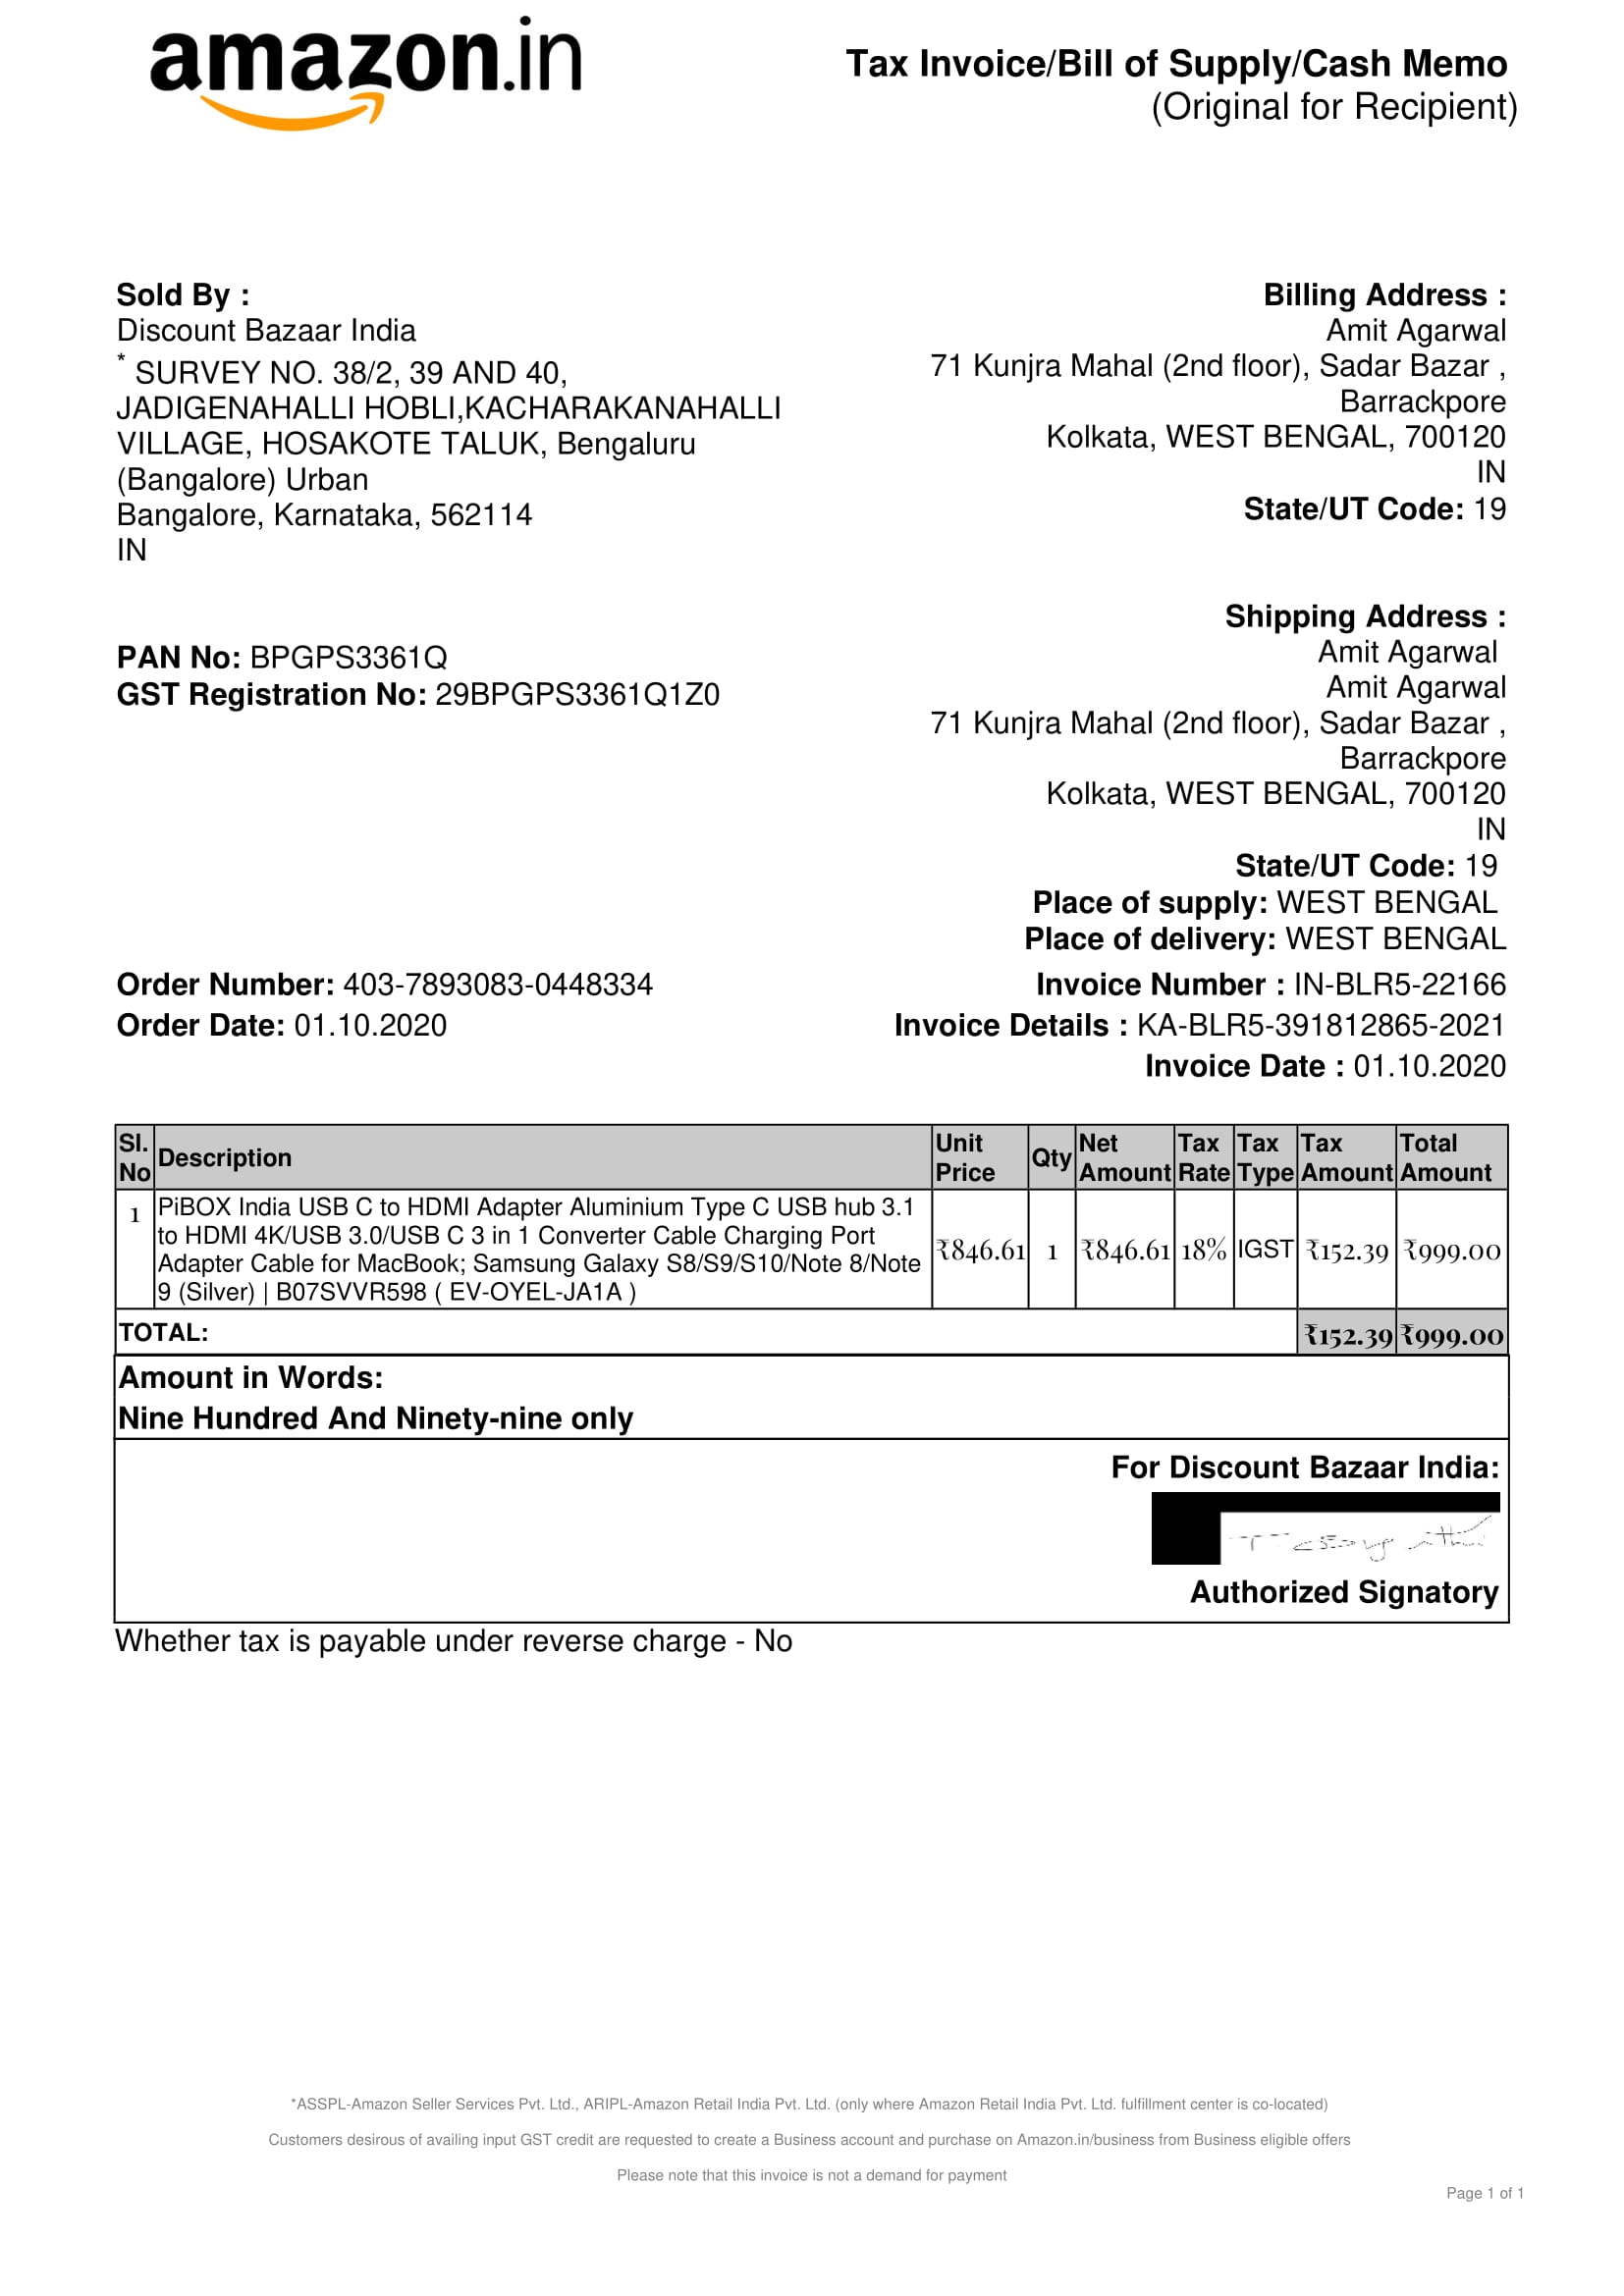 amazon.in
Tax Invoice/Bill of Supply/Cash Memo
(Original for Recipient)
Sold By :
Discount Bazaar India
* SURVEY NO. 38/2, 39 AND 40,
JADIGENAHALLI HOBLI,KACHARAKANAHALLI
VILLAGE, HOSAKOTE TALUK, Bengaluru
(Bangalore) Urban
Bangalore, Karnataka, 562114
IN
PAN No: BPGPS3361Q
GST Registration No: 29BPGPS3361Q1Z0
Billing Address :
Amit Agarwal
71 Kunjra Mahal (2nd floor), Sadar Bazar ,
Barrackpore
Kolkata, WEST BENGAL, 700120
IN
State/UT Code: 19
Shipping Address :
Amit Agarwal
Amit Agarwal
71 Kunjra Mahal (2nd floor), Sadar Bazar ,
Barrackpore
Kolkata, WEST BENGAL, 700120
IN
State/UT Code: 19
Place of supply: WEST BENGAL
Place of delivery: WEST BENGAL
Order Number: 403-7893083-0448334
Order Date: 01.10.2020
Invoice Number : IN-BLR5-22166
Invoice Details : KA-BLR5-391812865-2021
Invoice Date : 01.10.2020
Sl. No Description Unit Price Qty Net Amount Tax Rate Tax Type Tax Amount Total Amount
1 PiBOX India USB C to HDMI Adapter Aluminium Type C USB hub 3.1
to HDMI 4K/USB 3.0/USB C 3 in 1 Converter Cable Charging Port
Adapter Cable for MacBook; Samsung Galaxy S8/S9/S10/Note 8/Note
9 (Silver) | B07SVVR598 ( EV-OYEL-JA1A )
₹846.61 1 ₹846.61 18% IGST ₹152.39 ₹999.00
TOTAL: ₹152.39 ₹999.00
Amount in Words:
Nine Hundred And Ninety-nine only
For Discount Bazaar India:
Authorized Signatory
Whether tax is payable under reverse charge - No
*ASSPL-Amazon Seller Services Pvt. Ltd., ARIPL-Amazon Retail India Pvt. Ltd. (only where Amazon Retail India Pvt. Ltd. fulfillment center is co-located)
Customers desirous of availing input GST credit are requested to create a Business account and purchase on Amazon.in/business from Business eligible offers
Please note that this invoice is not a demand for payment
Page 1 of 1